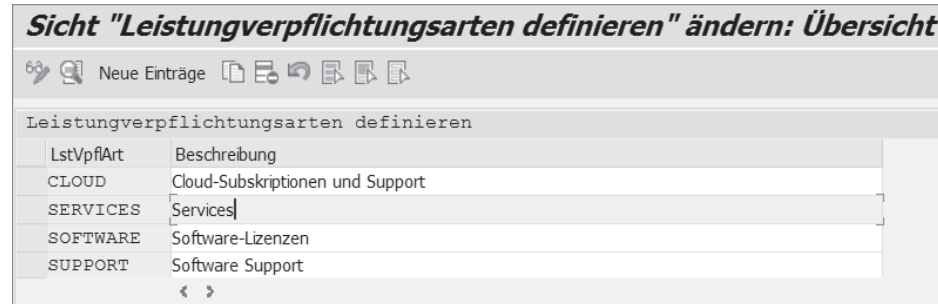 Sicht "Leistungverpflichtungsarten definieren" ändern: Übersicht
Neue Einträge
Leistungverpflichtungsarten definieren
LstVpflArt Beschreibung
CLOUD Cloud-Subskriptionen und Support
SERVICES Services
SOFTWARE Software-Lizenzen
SUPPORT Software Support